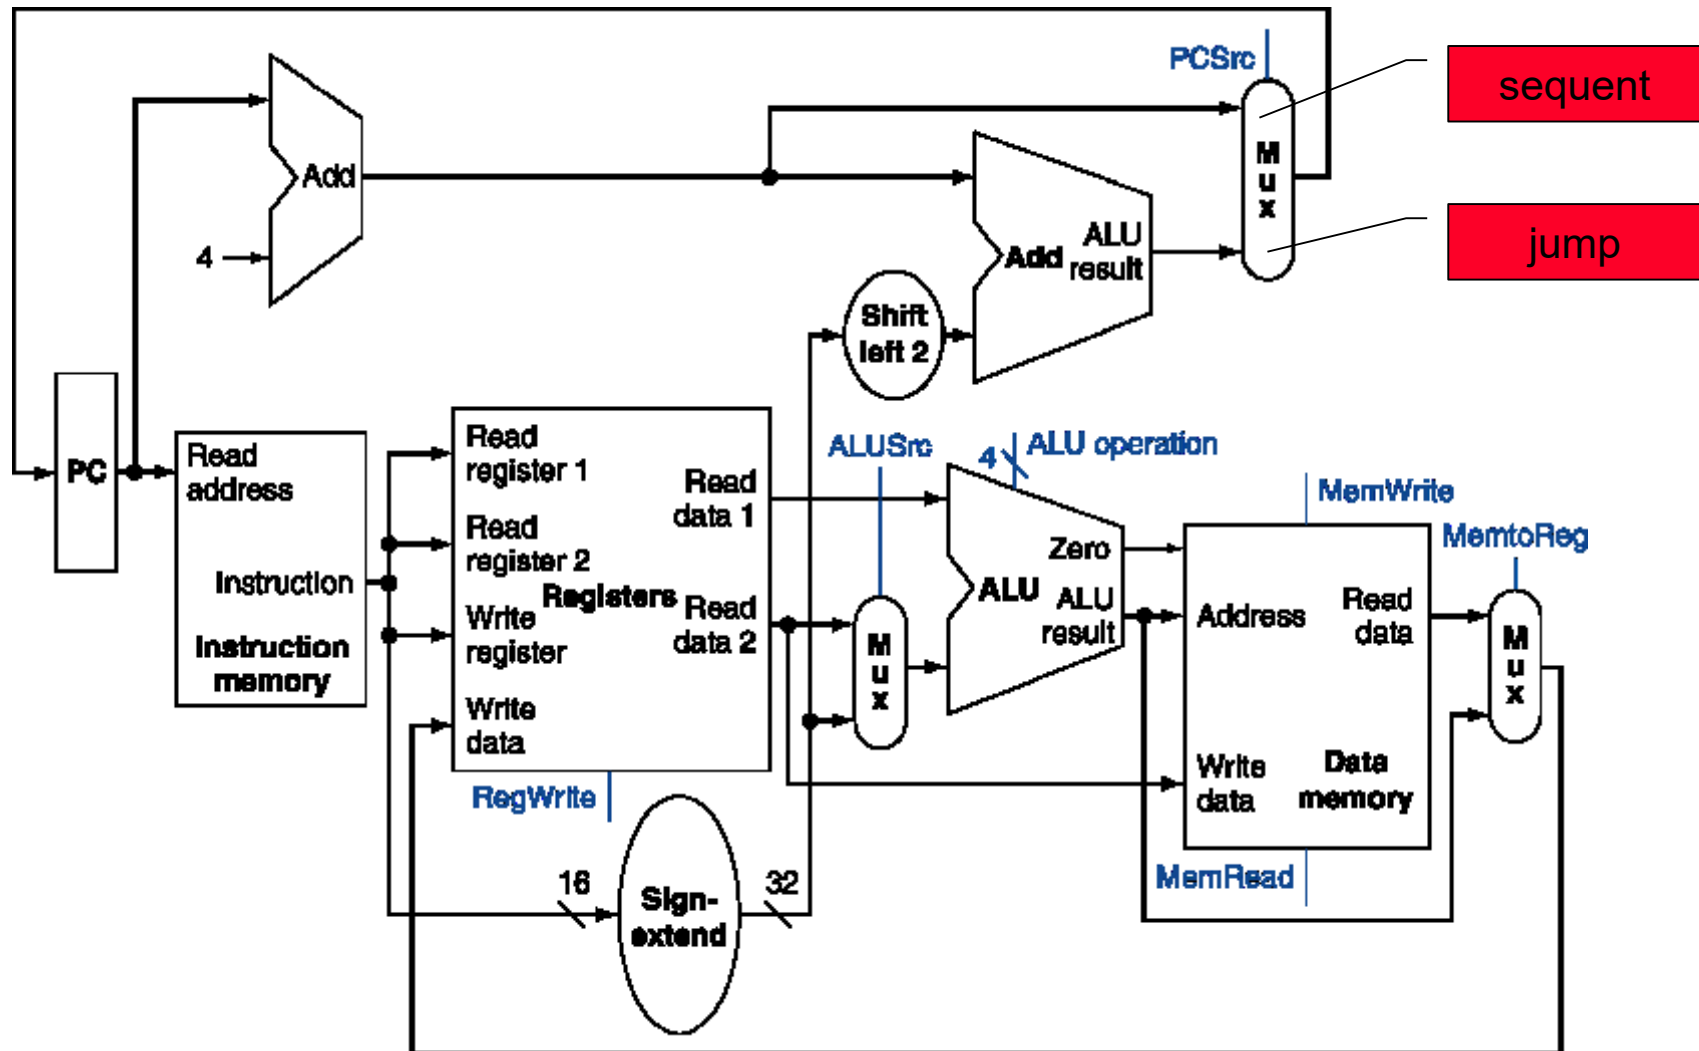 PCSrc
sequent
Add
M
u
x
4
Add
ALU
result
jump
Shift
left 2
PC
Read
address
Instruction
Instruction
memory
Read
register 1
Read
register 2
Write
register
Write
data
Registers
Read
data 1
Read
data 2
RegWrite
16
Sign-
extend
32
ALUSrc
M
u
x
4
ALU operation
Zero
ALU
ALU
result
MemWrite
Address
Read
data
Write
data
Data
memory
MemRead
MemtoReg
M
u
x